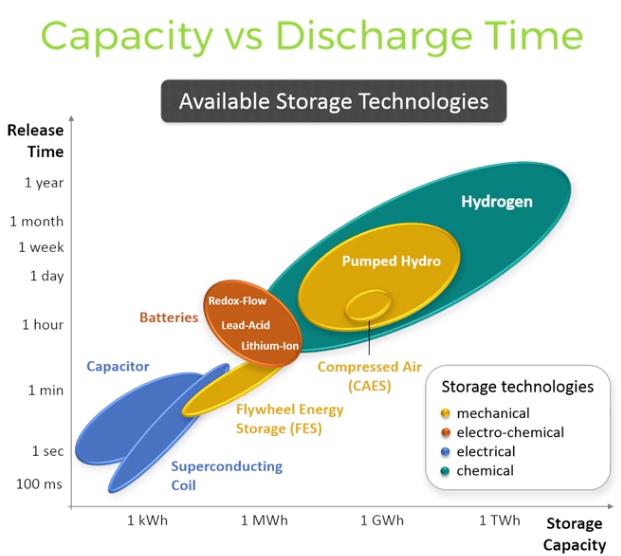 Capacity vs Discharge Time
Available Storage Technologies
Release
Time
1 year
1 month
1 week
1 day
1 hour
1 min
1 sec
100 ms
Hydrogen
Pumped Hydro
Redox-Flow
Lead-Acid
Lithium-Ion
Batteries
Compressed Air
(CAES)
Capacitor
Flywheel Energy
Storage (FES)
Superconducting
Coil
Storage technologies
mechanical
electro-chemical
electrical
chemical
1 kWh
1 MWh
1 GWh
1 TWh
Storage
Capacity